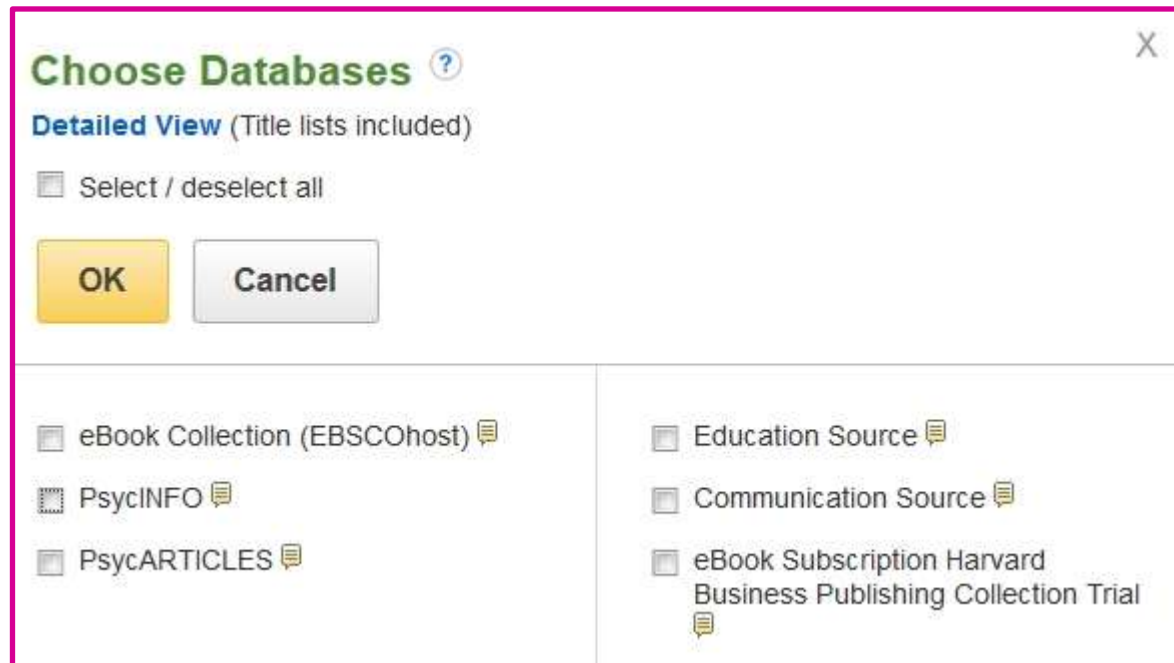 Choose Databases ?
X
Detailed View (Title lists included)
Select / deselect all
OK
Cancel
eBook Collection (EBSCOhost)
PsycINFO
PsycARTICLES
Education Source
Communication Source
eBook Subscription Harvard
Business Publishing Collection Trial